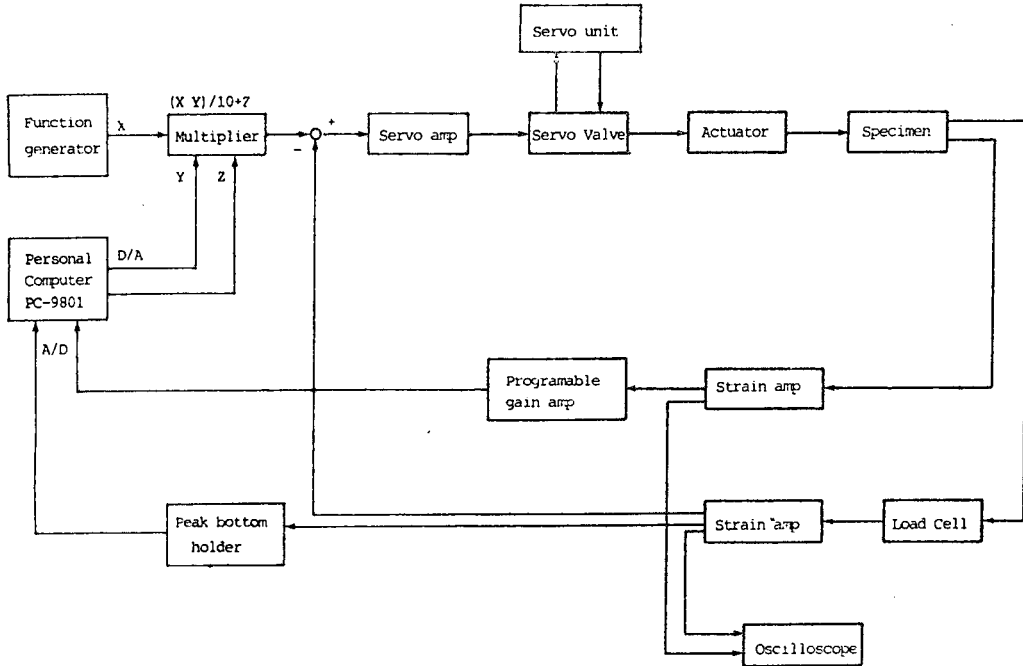 Servo unit
(X Y)/10+7
Function
generator
X
Multiplier
+
-
Servo amp
Servo Valve
Actuator
Specimen
Y
Z
Personal
Computer
PC-9801
D/A
A/D
Programable
gain amp
Strain amp
Peak bottom
holder
Strain amp
Load Cell
Oscilloscope